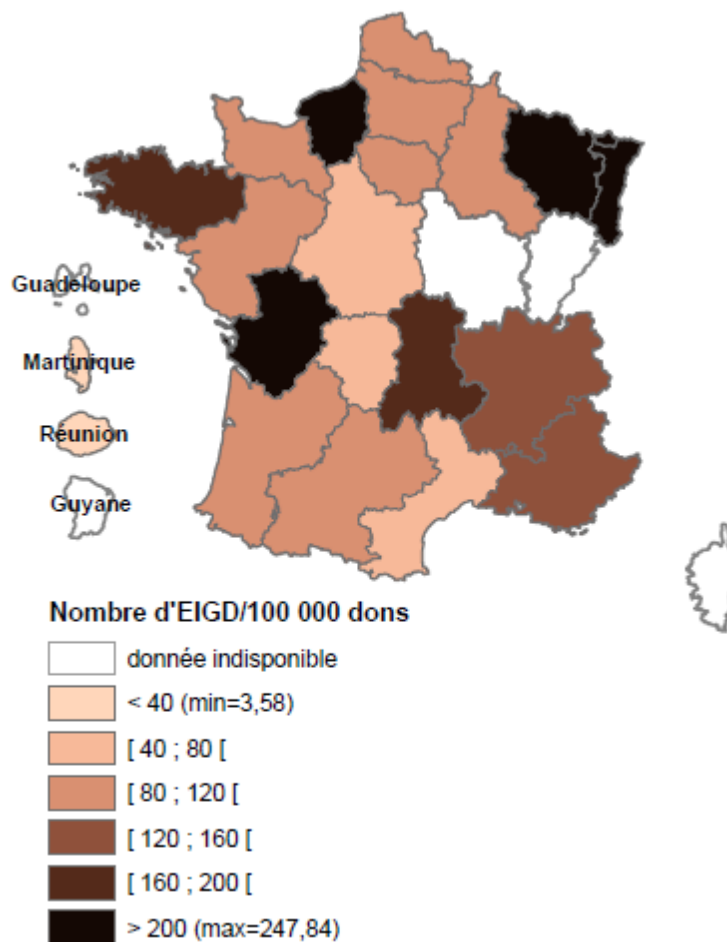 Guadeloupe
Martinique
Réunion
Guyane
Nombre d'EIGD/100 000 dons
donnée indisponible
< 40 (min=3,58)
[ 40 ; 80 [
[ 80 ; 120 [
[ 120 ; 160 [
[ 160 ; 200 [
> 200 (max=247,84)